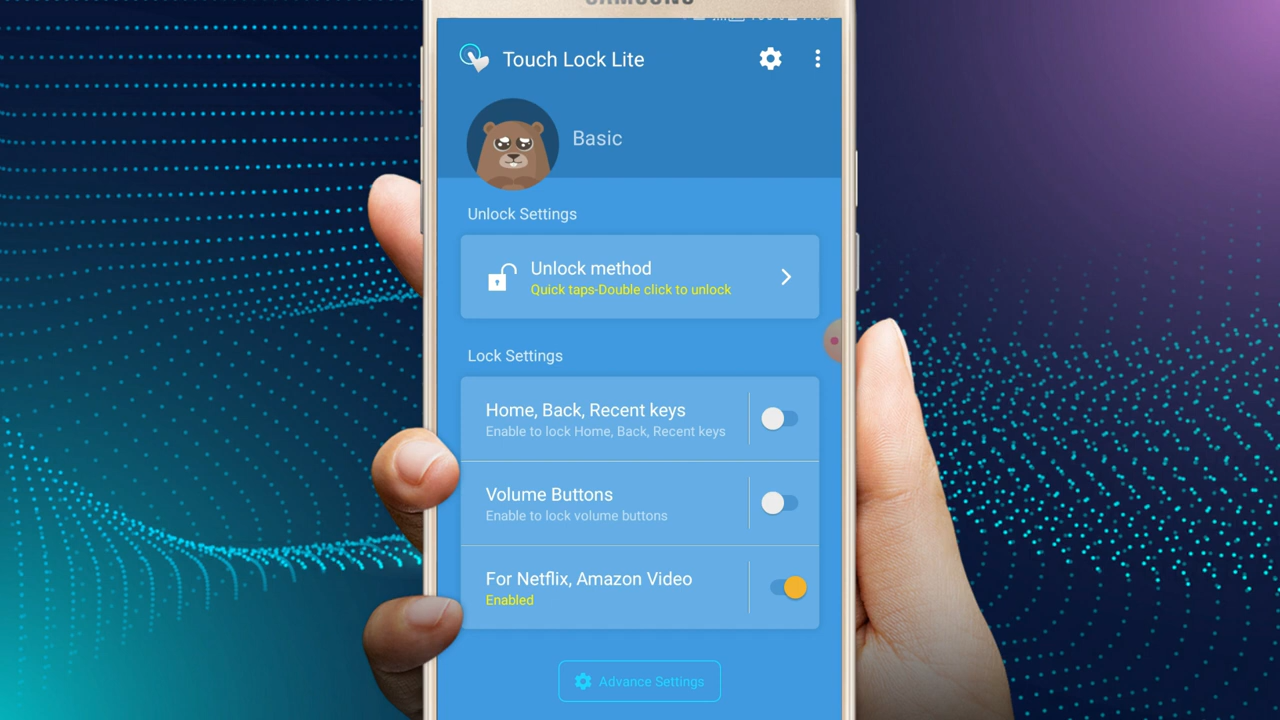 SAMSUNG
Touch Lock Lite
Basic
Unlock Settings
Unlock method
Quick taps-Double click to unlock
Lock Settings
Home, Back, Recent keys
Enable to lock Home, Back, Recent keys
Volume Buttons
Enable to lock volume buttons
For Netflix, Amazon Video
Enabled
Advance Settings